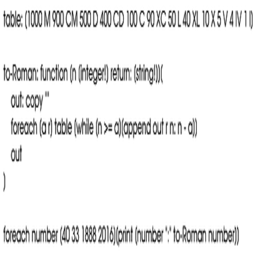 table: (1000 M 900 CM 500 D 400 CD 100 C 90 XC 50 L 40 XL 10 X 5 V 4 IV 1 I)
to-Roman: function (n (integer!) return: (string!))(
out: copy ""
foreach (a r) table (while (n >= a)(append out r n: n - a))
out
)
foreach number (40 33 1888 2016)(print (number ":" to-Roman number))